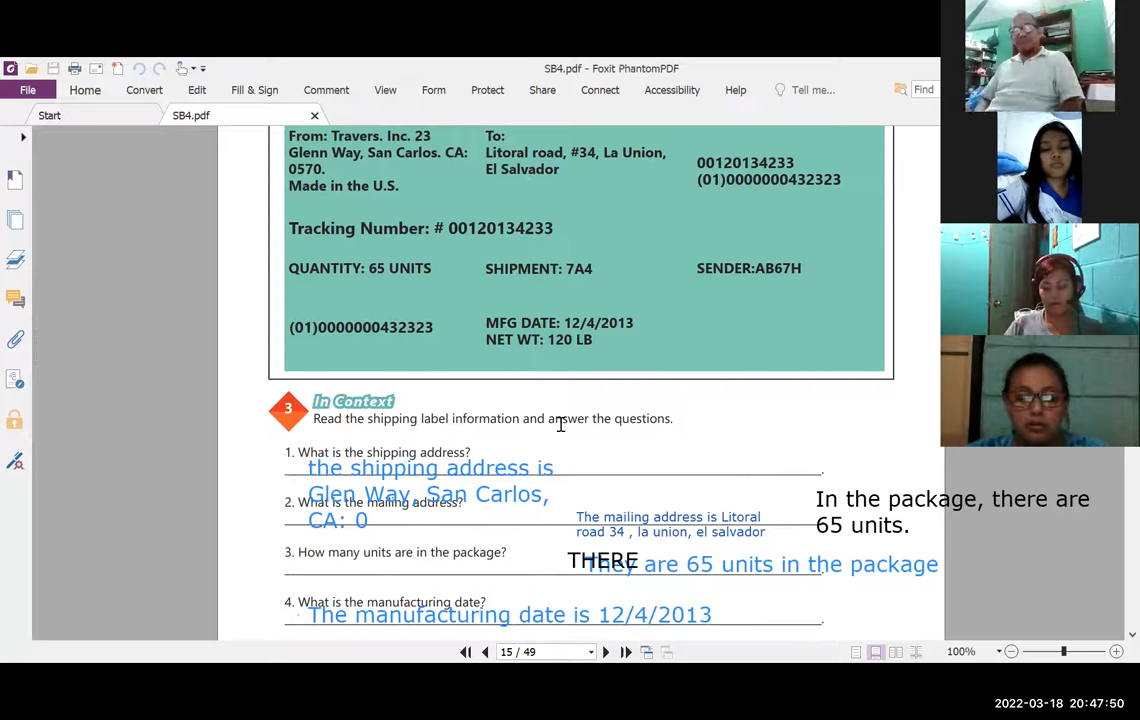 SB4.pdf - Foxit PhantomPDF
File Home Convert Edit Fill & Sign Comment View Form Protect Share Connect Accessibility Help Tell me... Find
Start SB4.pdf
From: Travers. Inc. 23
Glenn Way, San Carlos. CA:
0570.
Made in the U.S.
To:
Litoral road, #34, La Union,
El Salvador
00120134233
(01)0000000432323
Tracking Number: # 00120134233
QUANTITY: 65 UNITS SHIPMENT: 7A4 SENDER:AB67H
(01)0000000432323
MFG DATE: 12/4/2013
NET WT: 120 LB
3 In Context
Read the shipping label information and answer the questions.
1. What is the shipping address?
the shipping address is
Glen Way, San Carlos,
CA: 0
2. What is the mailing address?
The mailing address is Litoral
road 34 , la union, el salvador
In the package, there are
65 units.
3. How many units are in the package?
THERE
They are 65 units in the package
4. What is the manufacturing date?
The manufacturing date is 12/4/2013
15 / 49
100%
2022-03-18 20:47:50